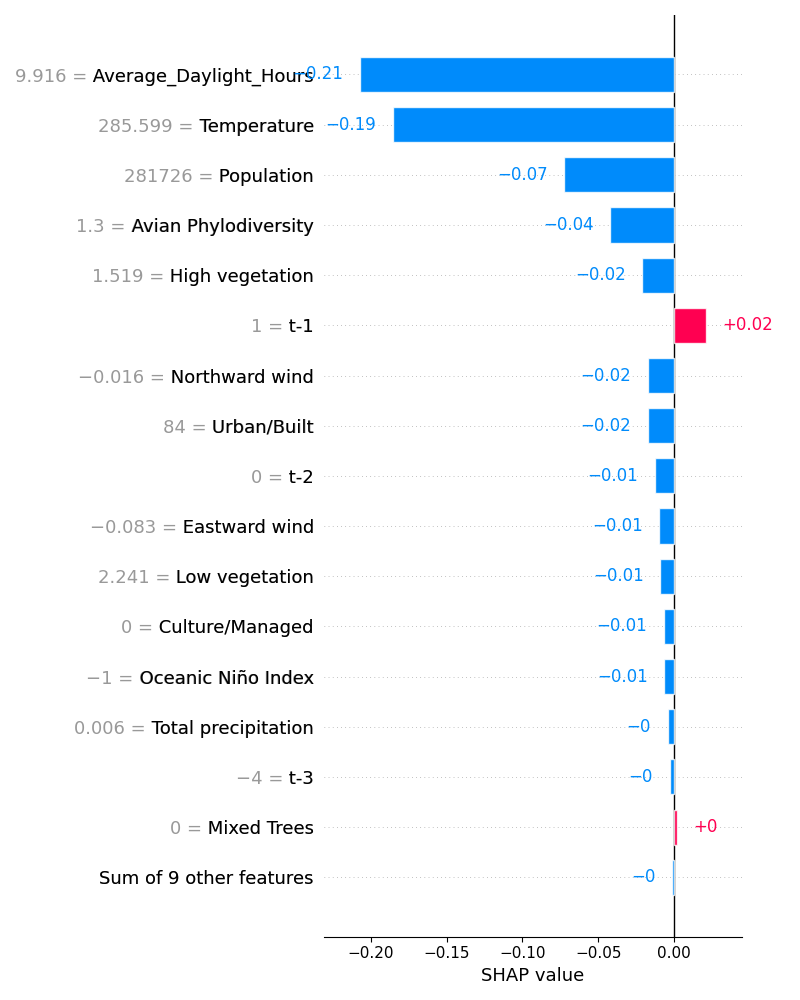 9.916 = Average_Daylight_Hours −0.21
285.599 = Temperature −0.19
281726 = Population −0.07
1.3 = Avian Phylodiversity −0.04
1.519 = High vegetation −0.02
1 = t-1 +0.02
−0.016 = Northward wind −0.02
84 = Urban/Built −0.02
0 = t-2 −0.01
−0.083 = Eastward wind −0.01
2.241 = Low vegetation −0.01
0 = Culture/Managed −0.01
−1 = Oceanic Niño Index −0.01
0.006 = Total precipitation −0
−4 = t-3 −0
0 = Mixed Trees +0
Sum of 9 other features −0
−0.20 −0.15 −0.10 −0.05 0.00
SHAP value